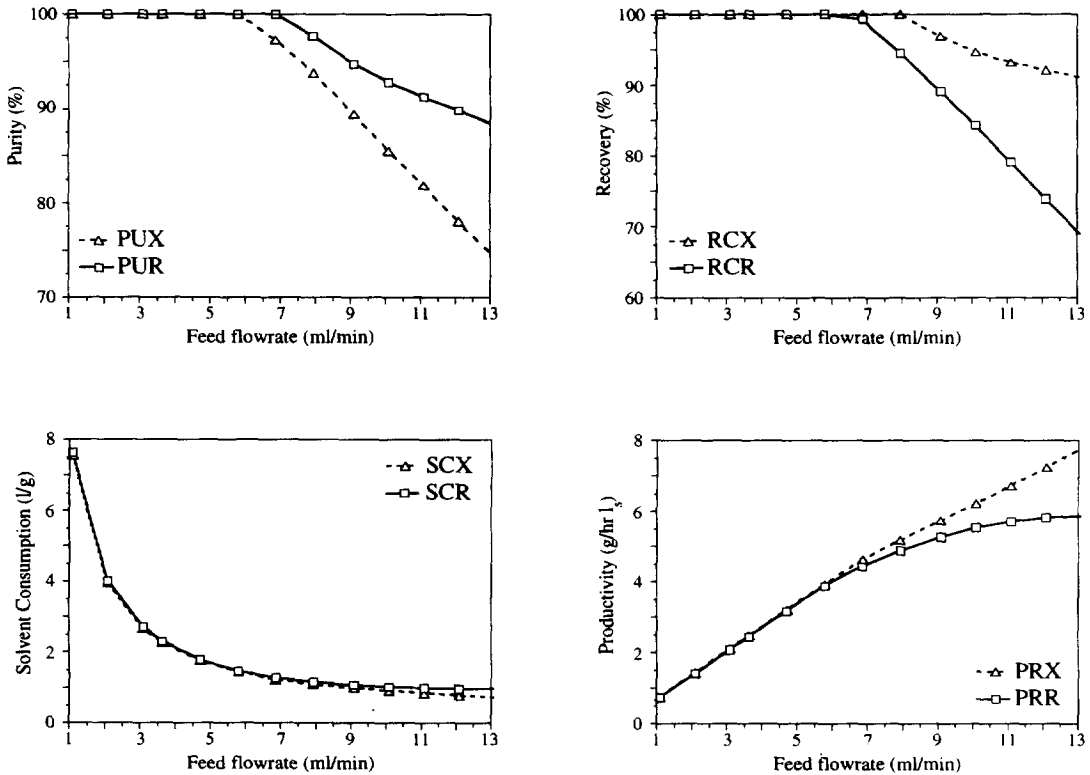 100
90
80
70
Purity (%)
PUX
PUR
1 3 5 7 9 11 13
Feed flowrate (ml/min)
100
90
80
70
60
Recovery (%)
RCX
RCR
1 3 5 7 9 11 13
Feed flowrate (ml/min)
8
6
4
2
0
Solvent Consumption (l/g)
SCX
SCR
1 3 5 7 9 11 13
Feed flowrate (ml/min)
8
6
4
2
0
Productivity (g/hr lₛ)
PRX
PRR
1 3 5 7 9 11 13
Feed flowrate (ml/min)